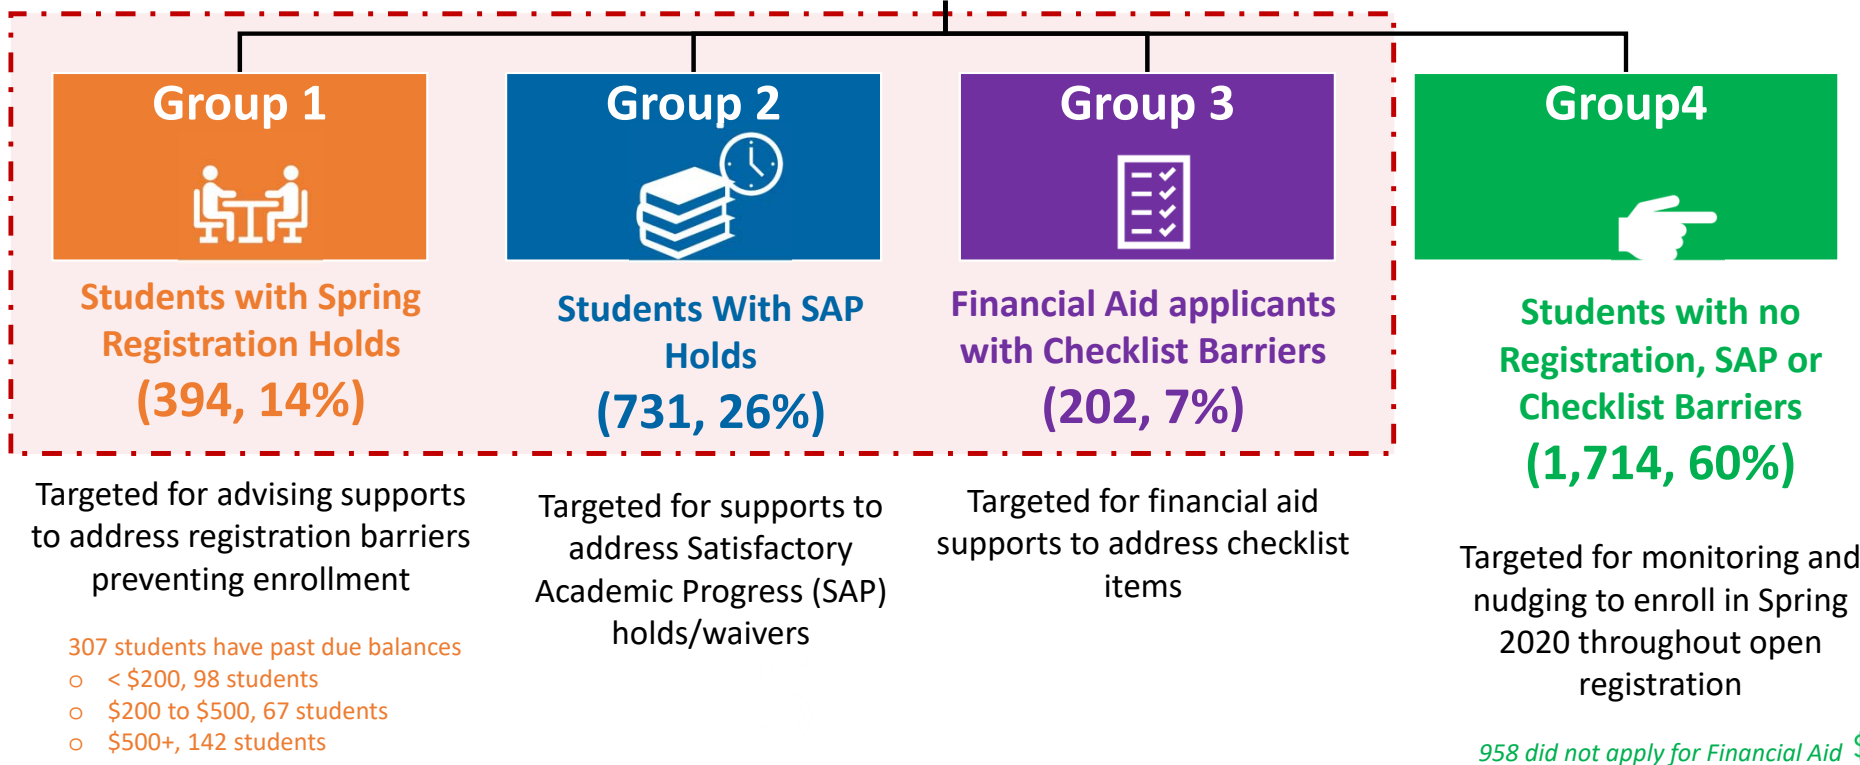 Group 1
Students with Spring
Registration Holds
(394, 14%)
Targeted for advising supports
to address registration barriers
preventing enrollment
307 students have past due balances
o < $200, 98 students
o $200 to $500, 67 students
o $500+, 142 students
Group 2
Students With SAP
Holds
(731, 26%)
Targeted for supports to
address Satisfactory
Academic Progress (SAP)
holds/waivers
Group 3
Financial Aid applicants
with Checklist Barriers
(202, 7%)
Targeted for financial aid
supports to address checklist
items
Group4
Students with no
Registration, SAP or
Checklist Barriers
(1,714, 60%)
Targeted for monitoring and
nudging to enroll in Spring
2020 throughout open
registration
958 did not apply for Financial Aid $